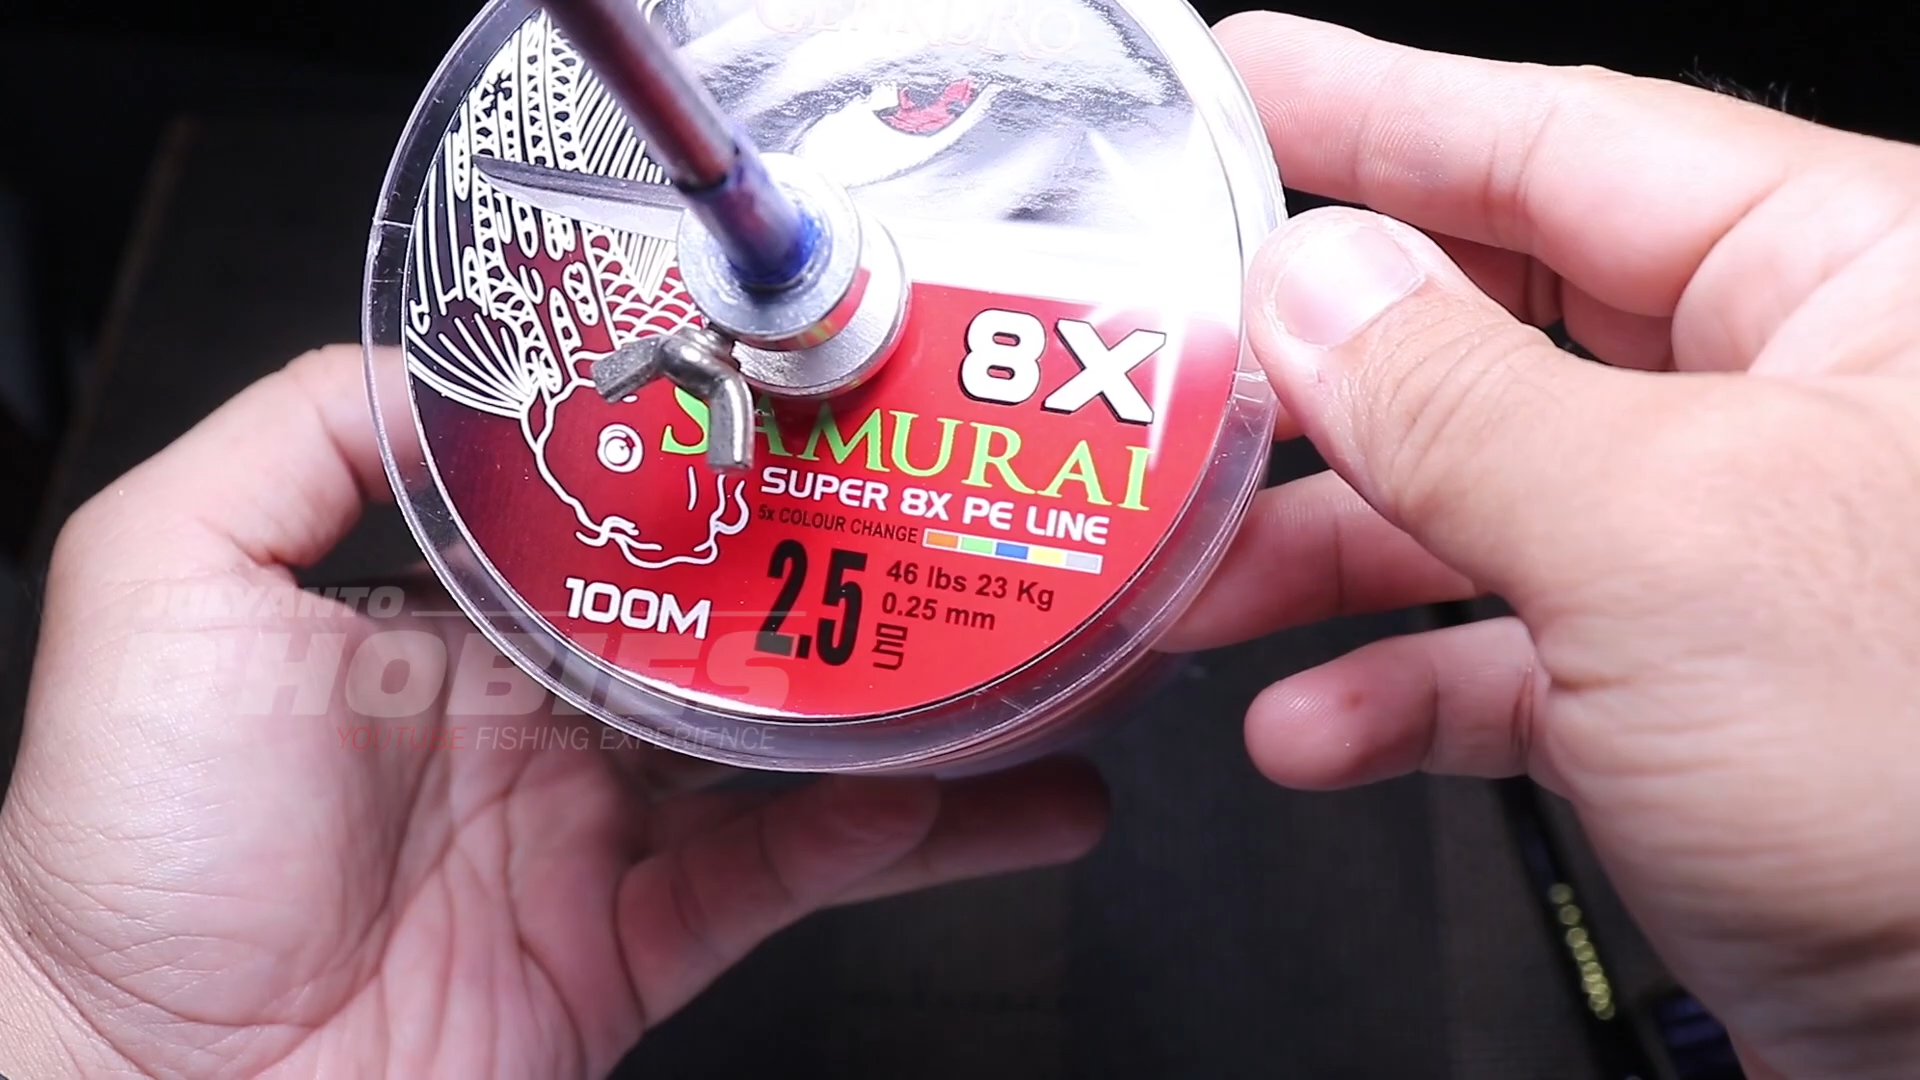 8X
SAMURAI
SUPER 8X PE LINE
5x COLOUR CHANGE
2.5
46 lbs 23 Kg
0.25 mm
100M
JULYANTO
YOUTUBE FISHING EXPERIENCE